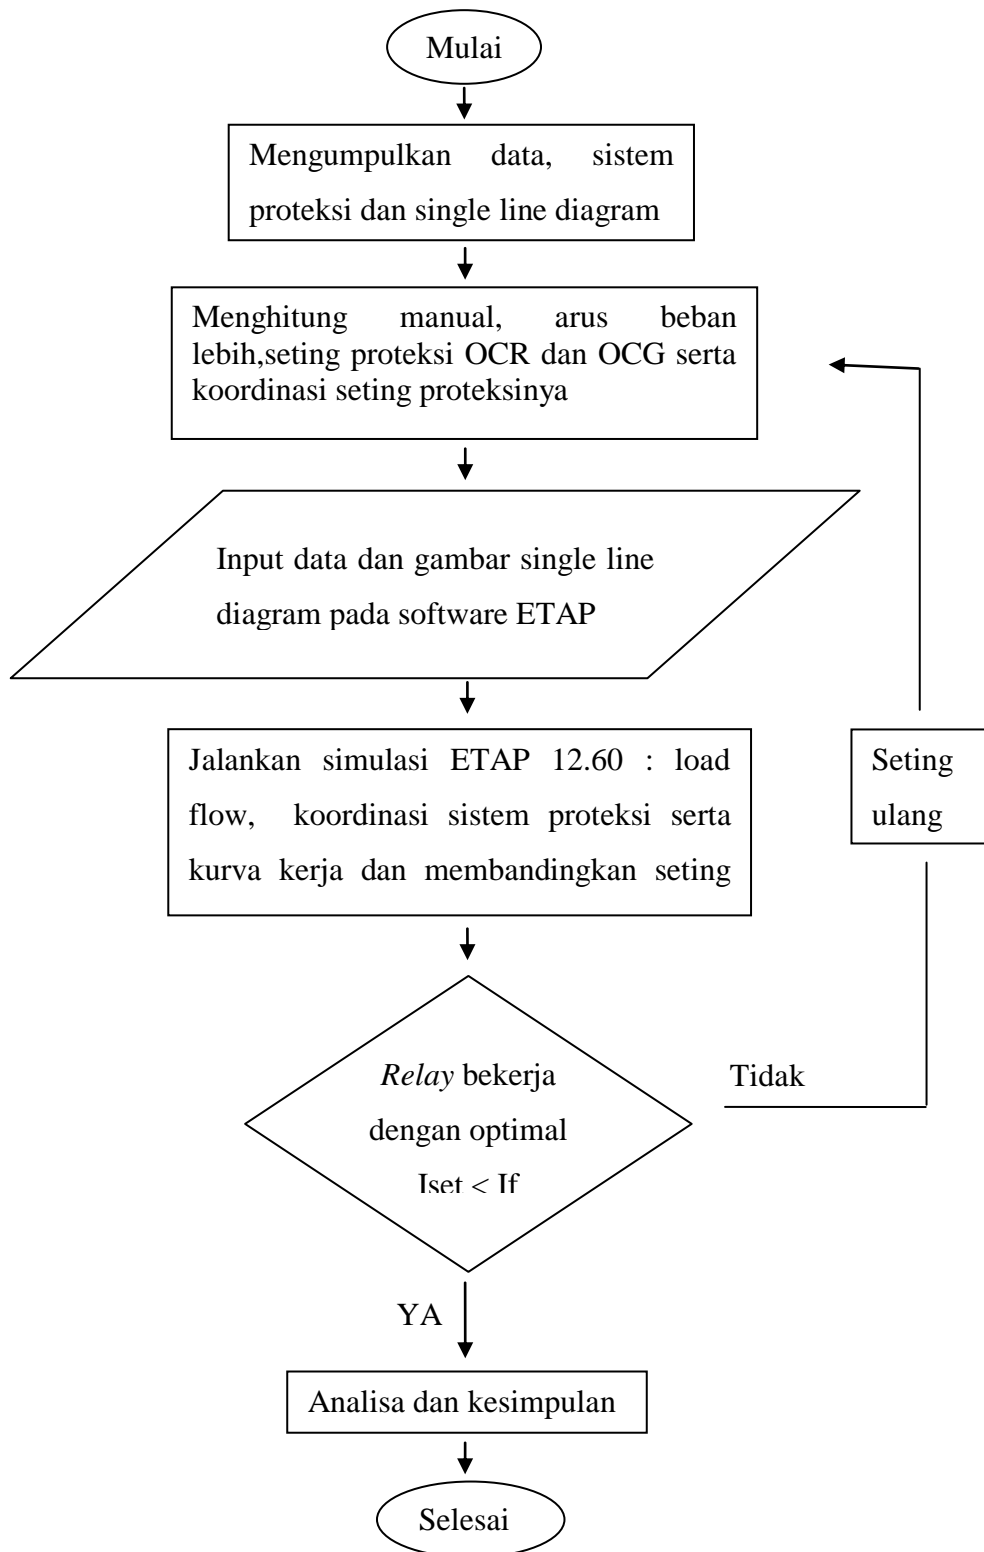 Mulai
Mengumpulkan data, sistem
proteksi dan single line diagram
Menghitung manual, arus beban
lebih,seting proteksi OCR dan OCG serta
koordinasi seting proteksinya
Input data dan gambar single line
diagram pada software ETAP
Jalankan simulasi ETAP 12.60 : load
flow, koordinasi sistem proteksi serta
kurva kerja dan membandingkan seting
Seting
ulang
Relay bekerja
dengan optimal
Iset < If
Tidak
YA
Analisa dan kesimpulan
Selesai